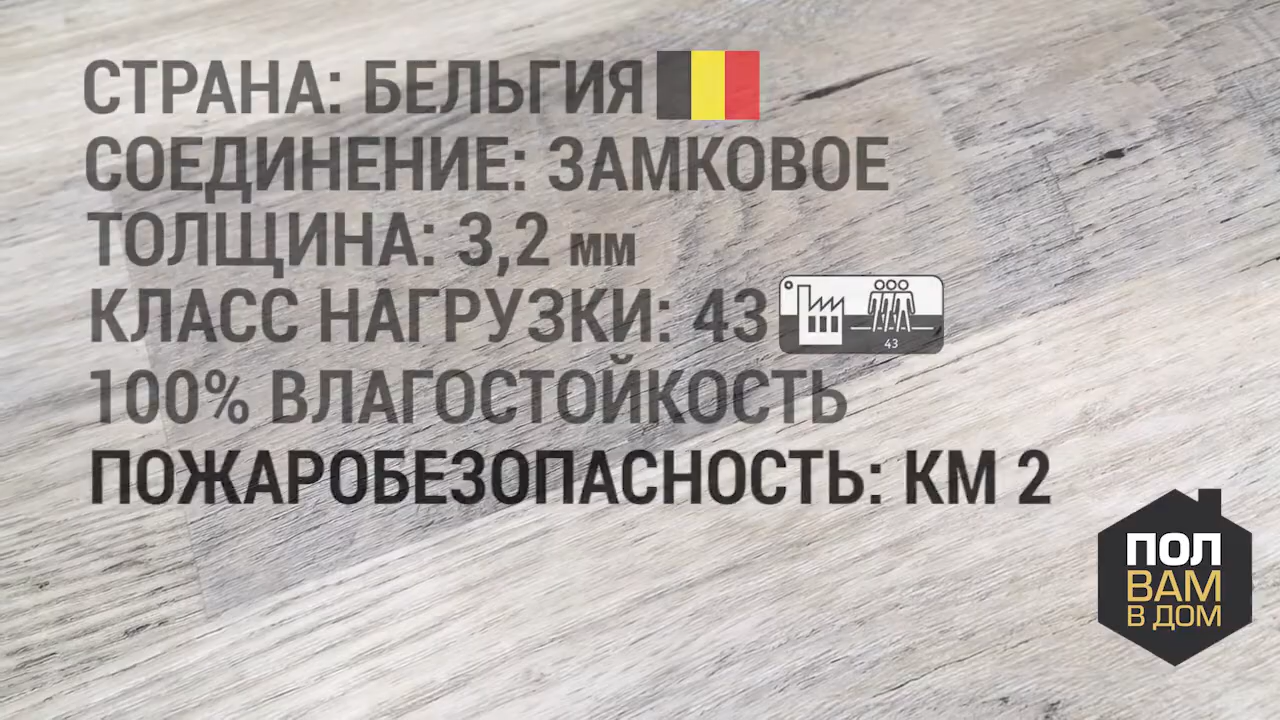 СТРАНА: БЕЛЬГИЯ
СОЕДИНЕНИЕ: ЗАМКОВОЕ
ТОЛЩИНА: 3,2 мм
КЛАСС НАГРУЗКИ: 43
43
100% ВЛАГОСТОЙКОСТЬ
ПОЖАРОБЕЗОПАСНОСТЬ: КМ 2
ПОЛ
ВАМ
В ДОМ